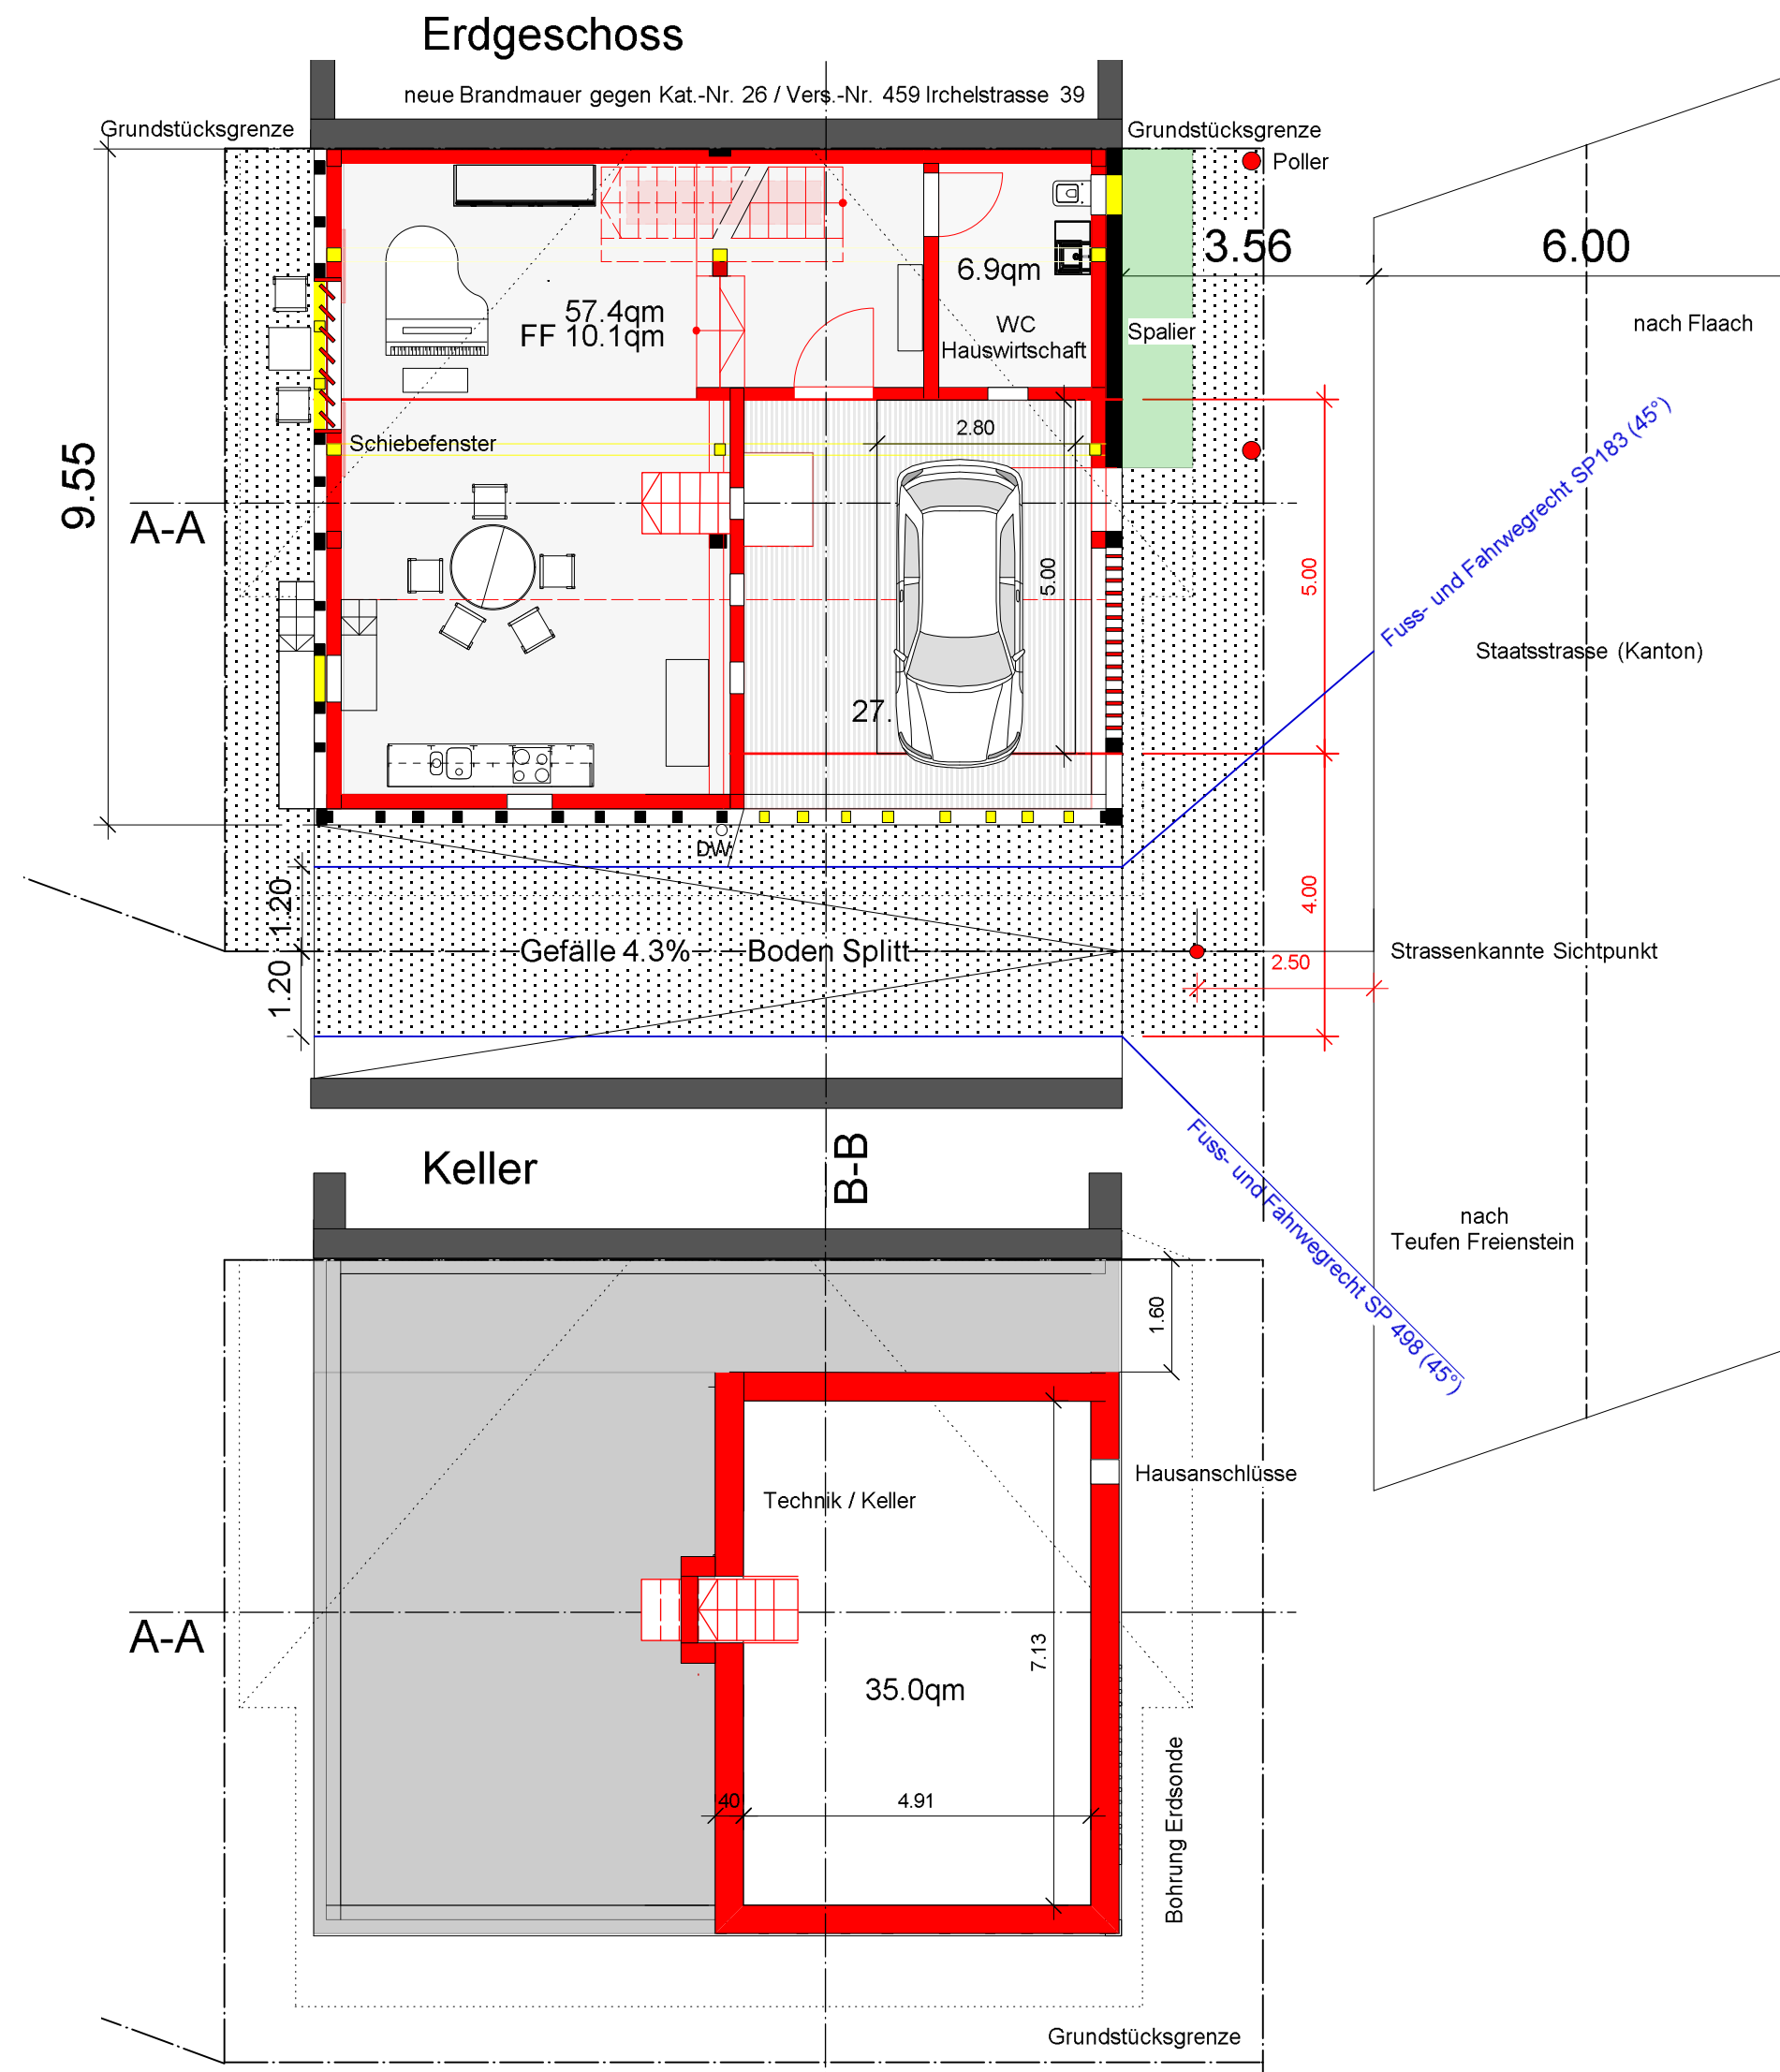 Erdgeschoss
neue Brandmauer gegen Kat.-Nr. 26 / Vers.-Nr. 459 Irchelstrasse 39
Grundstücksgrenze
Grundstücksgrenze
Poller
3.56
6.00
6.9qm
57.4qm
FF 10.1qm
WC
Hauswirtschaft
Spalier
nach Flaach
9.55
Schiebefenster
2.80
Fuss- und Fahrwegrecht SP183 (45°)
A-A
5.00
5.00
Staatsstrasse (Kanton)
27.
DW
1.20
4.00
Gefälle 4.3%
Boden Splitt
2.50
Strassenkannte Sichtpunkt
1.20
Keller
B-B
Fuss- und Fahrwegrecht SP 498 (45°)
nach
Teufen Freienstein
1.60
Hausanschlüsse
Technik / Keller
A-A
7.13
35.0qm
40
4.91
Bohrung Erdsonde
Grundstücksgrenze